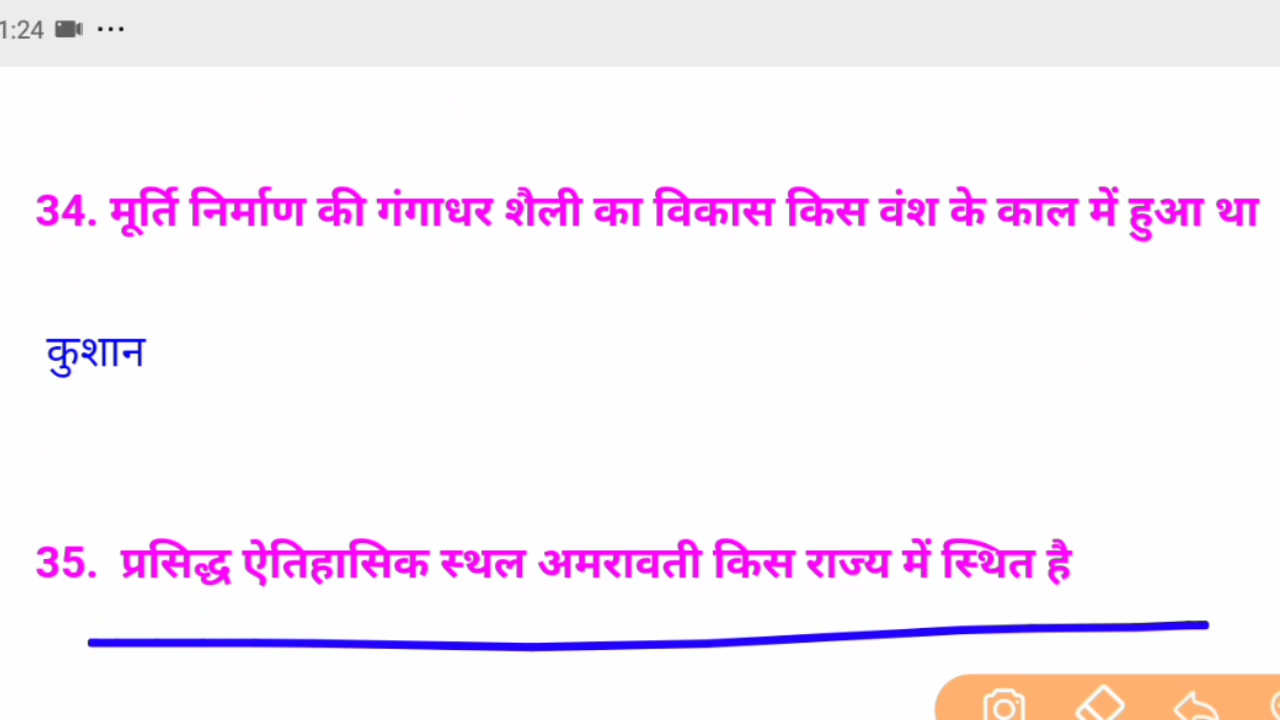 1:24 ...
34. मूर्ति निर्माण की गंगाधर शैली का विकास किस वंश के काल में हुआ था
कुशान
35. प्रसिद्ध ऐतिहासिक स्थल अमरावती किस राज्य में स्थित है